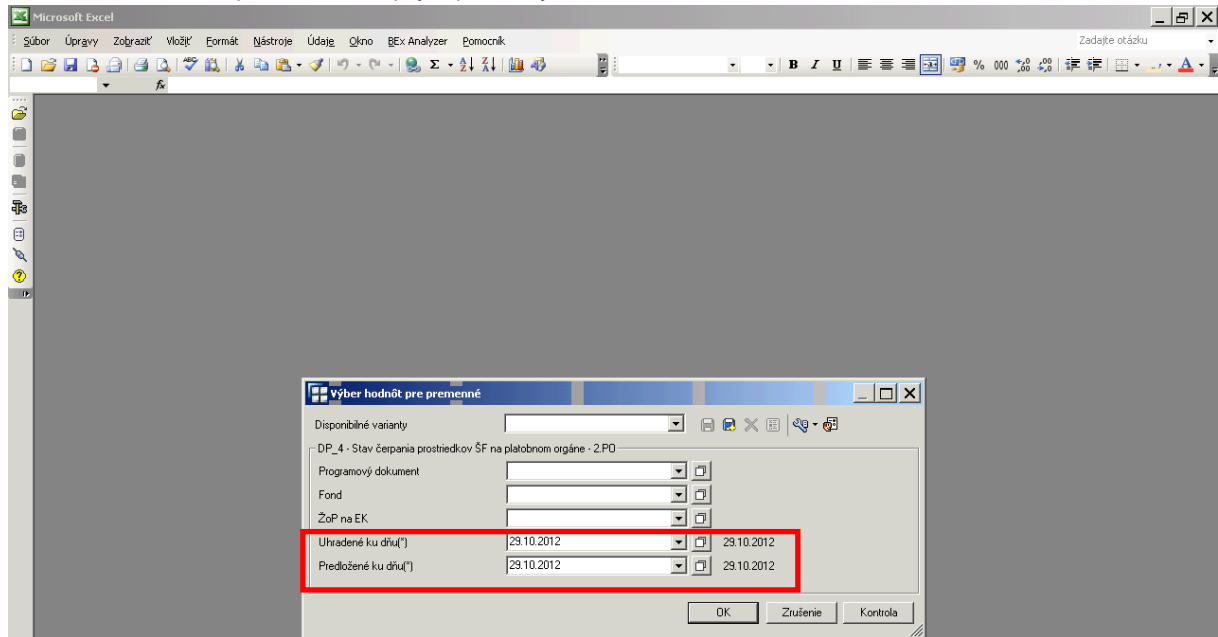 Microsoft Excel
Súbor Úpravy Zobraziť Vložiť Formát Nástroje Údaje Okno BEx Analyzer Pomocník Zadajte otázku
Výber hodnôt pre premenné
Disponibilné varianty
DP_4 - Stav čerpania prostriedkov ŠF na platobnom orgáne - 2.PO
Programový dokument
Fond
ŽoP na EK
Uhradené ku dňu(*) 29.10.2012 29.10.2012
Predložené ku dňu(*) 29.10.2012 29.10.2012
OK Zrušenie Kontrola